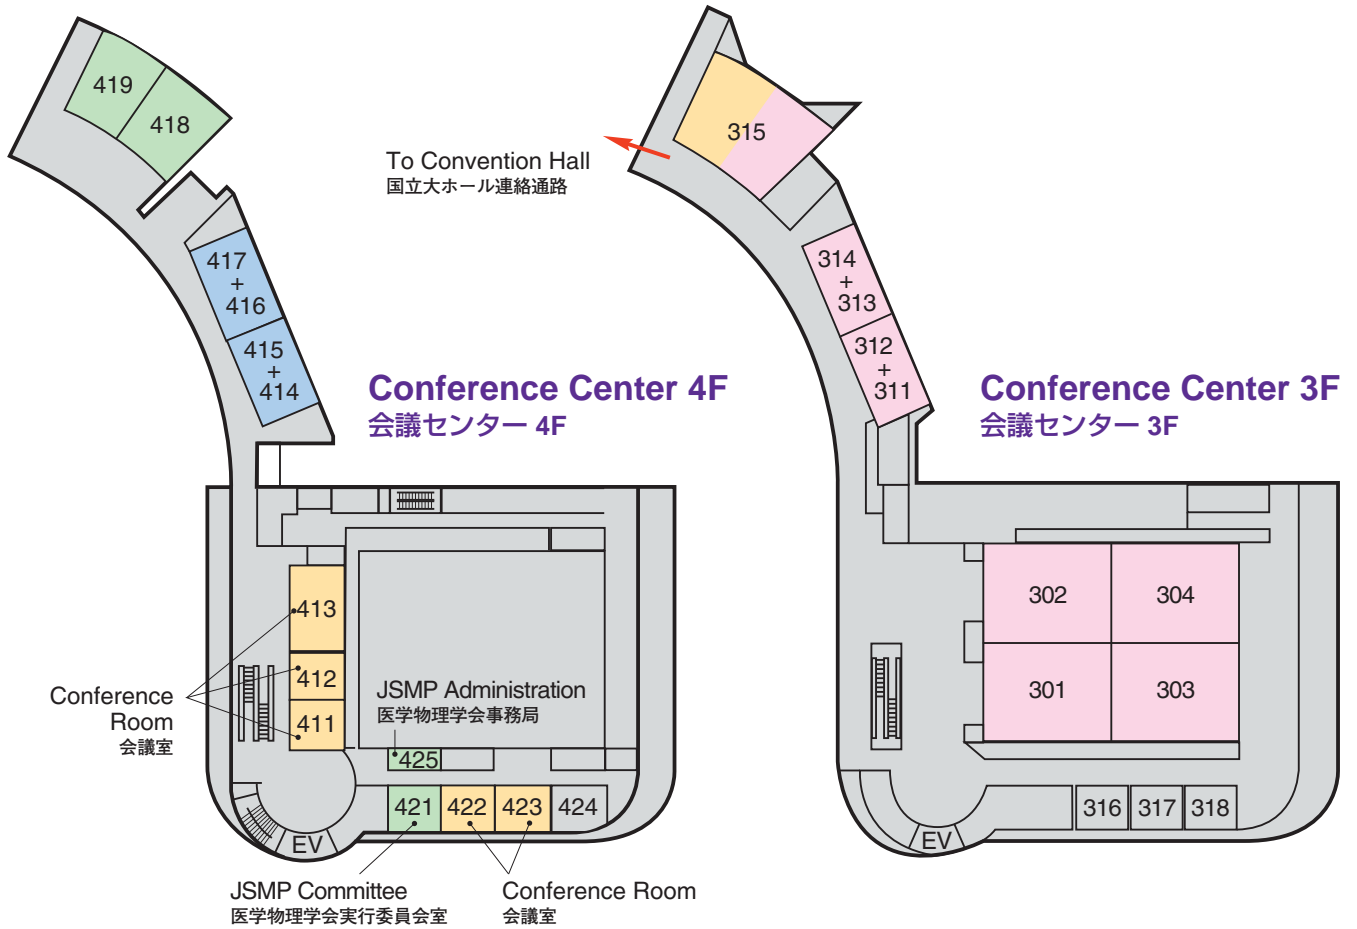 419
418
417
+
416
415
+
414
Conference Center 4F
会議センター 4F
413
412
411
Conference
Room
会議室
JSMP Administration
医学物理学会事務局
425
421
422
423
424
EV
JSMP Committee
医学物理学会実行委員会室
Conference Room
会議室
315
To Convention Hall
国立大ホール連絡通路
314
+
313
312
+
311
Conference Center 3F
会議センター 3F
302
304
301
303
316
317
318
EV